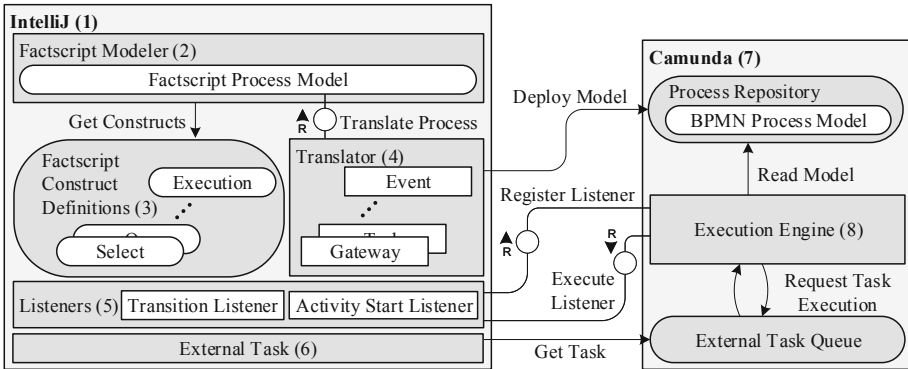 IntelliJ (1)
Factscript Modeler (2)
Factscript Process Model
Get Constructs
R
Translate Process
Factscript
Construct
Definitions (3)
Execution
Select
Translator (4)
Event
Gateway
Listeners (5)
Transition Listener
Activity Start Listener
External Task (6)
Deploy Model
Register Listener
R
R
Execute
Listener
Get Task
Camunda (7)
Process Repository
BPMN Process Model
Read Model
Execution Engine (8)
Request Task
Execution
External Task Queue